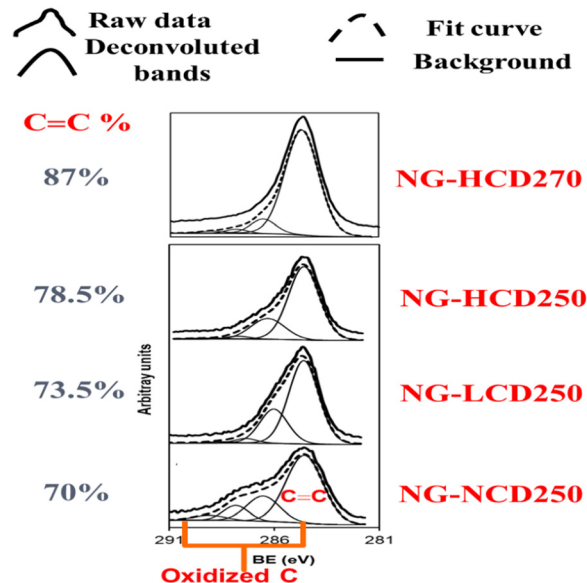 Raw data
Deconvoluted
bands
Fit curve
Background
C=C %
87%
NG-HCD270
78.5%
NG-HCD250
73.5%
NG-LCD250
70%
NG-NCD250
Arbitray units
C=C
291
286
281
BE (eV)
Oxidized C